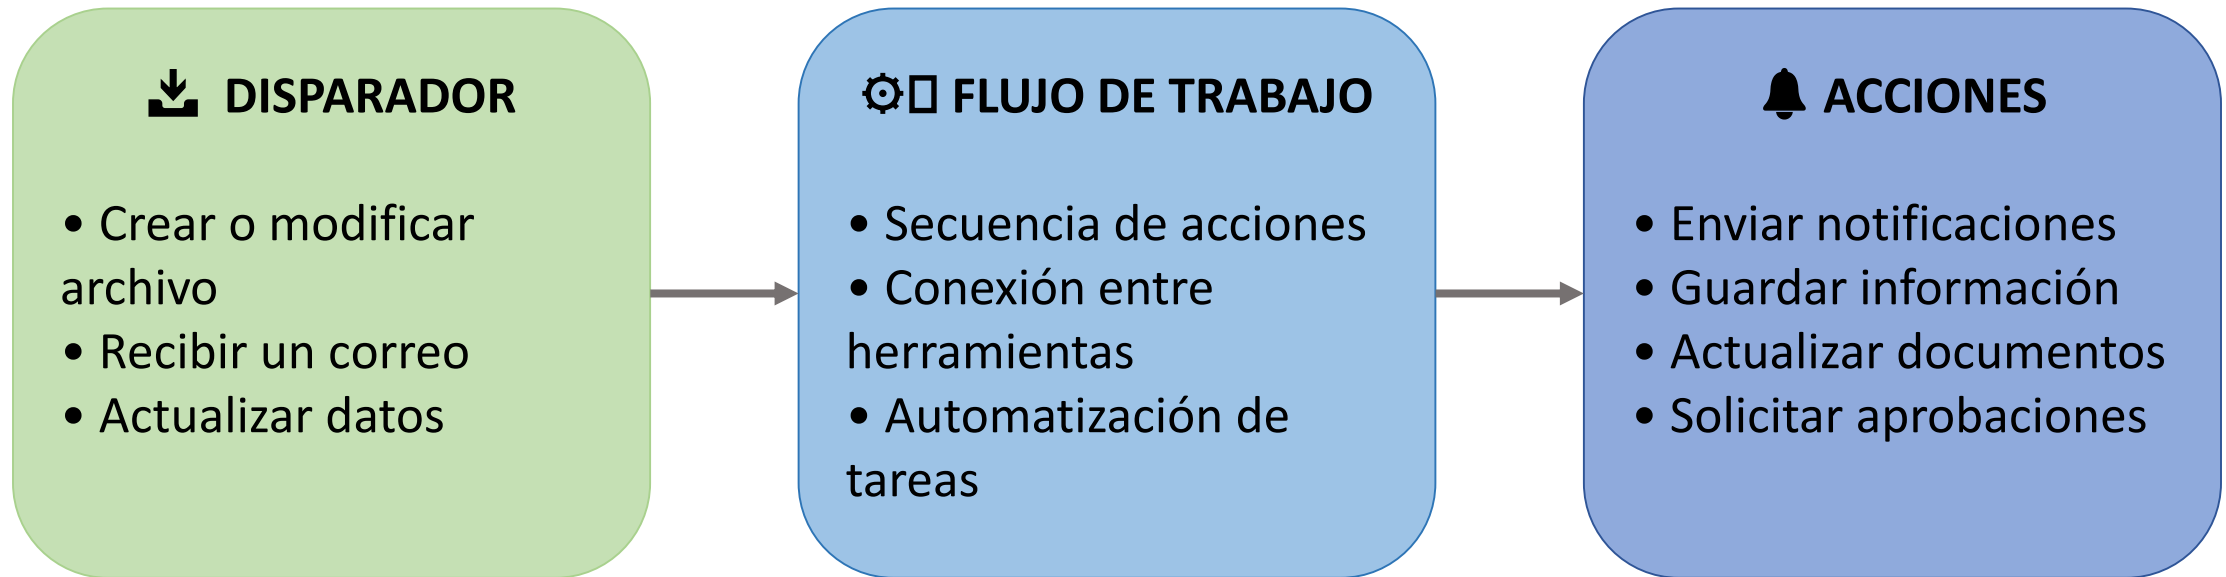 DISPARADOR
• Crear o modificar
archivo
• Recibir un correo
• Actualizar datos
FLUJO DE TRABAJO
• Secuencia de acciones
• Conexión entre
herramientas
• Automatización de
tareas
ACCIONES
• Enviar notificaciones
• Guardar información
• Actualizar documentos
• Solicitar aprobaciones